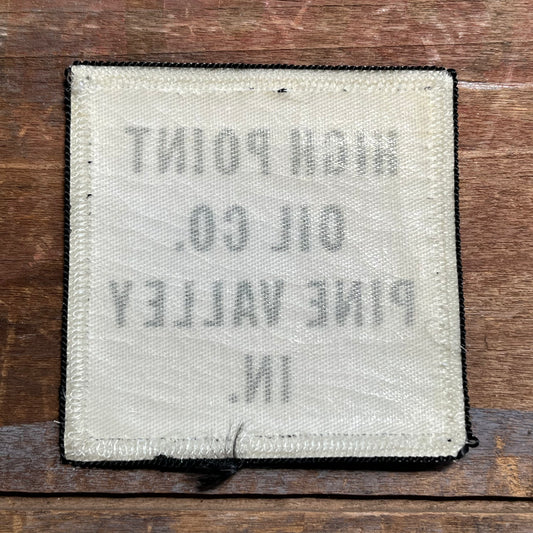 HIGH POINT
OIL CO.
PINE VALLEY
IN.